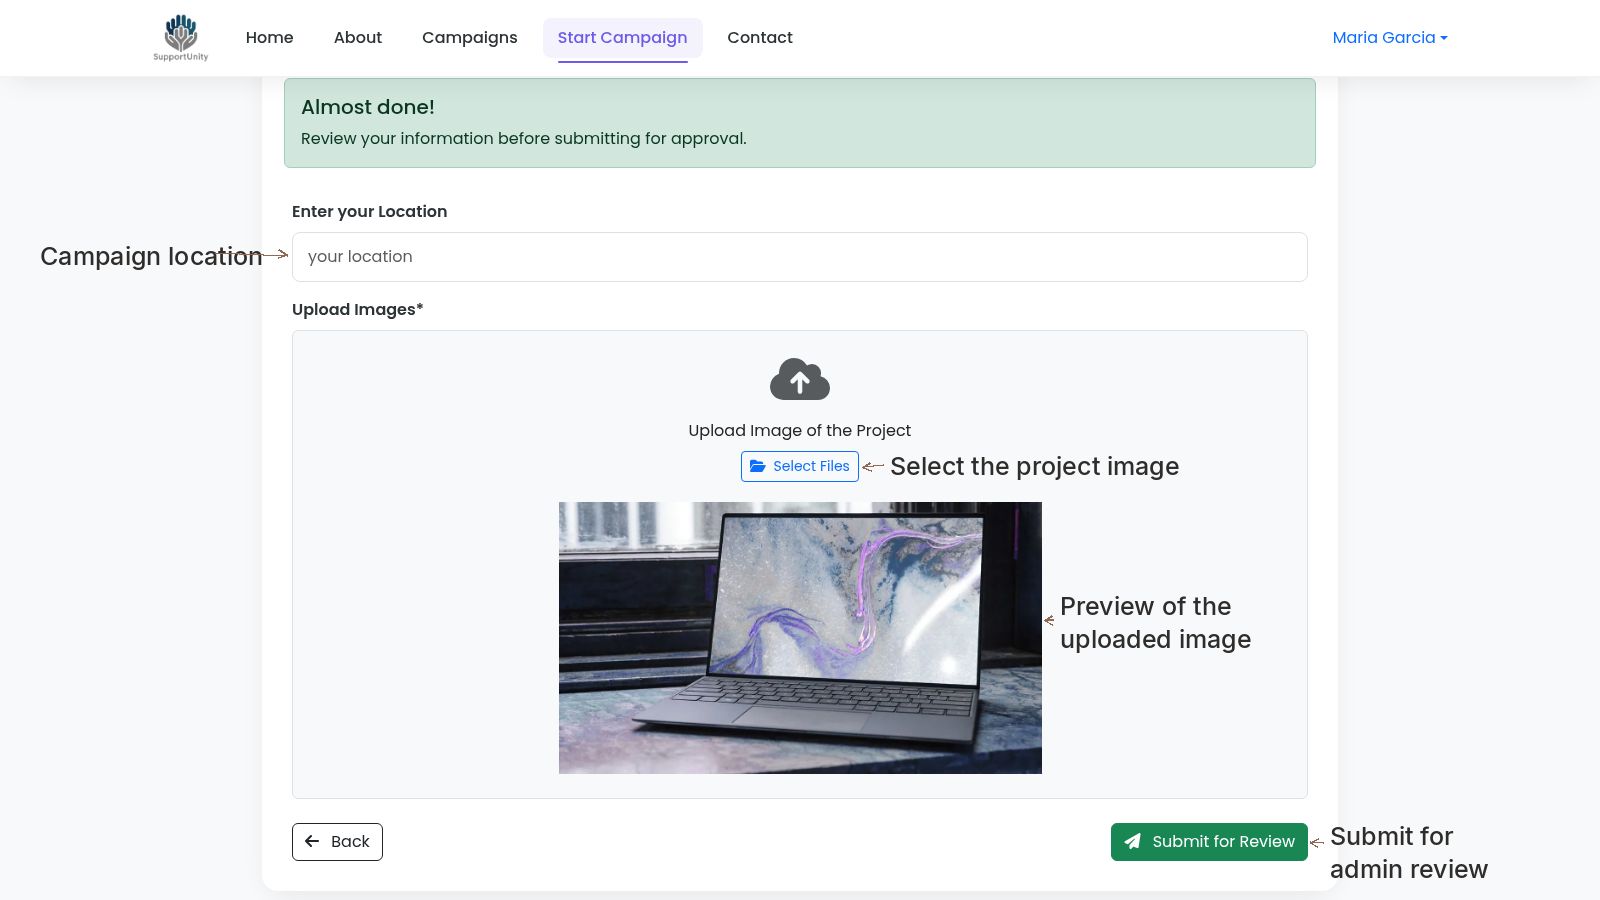 SupportUnity
Home
About
Campaigns
Start Campaign
Contact
Maria Garcia
Almost done!
Review your information before submitting for approval.
Enter your Location
Campaign location
your location
Upload Images*
Upload Image of the Project
Select Files
Select the project image
Preview of the
uploaded image
Back
Submit for Review
Submit for
admin review